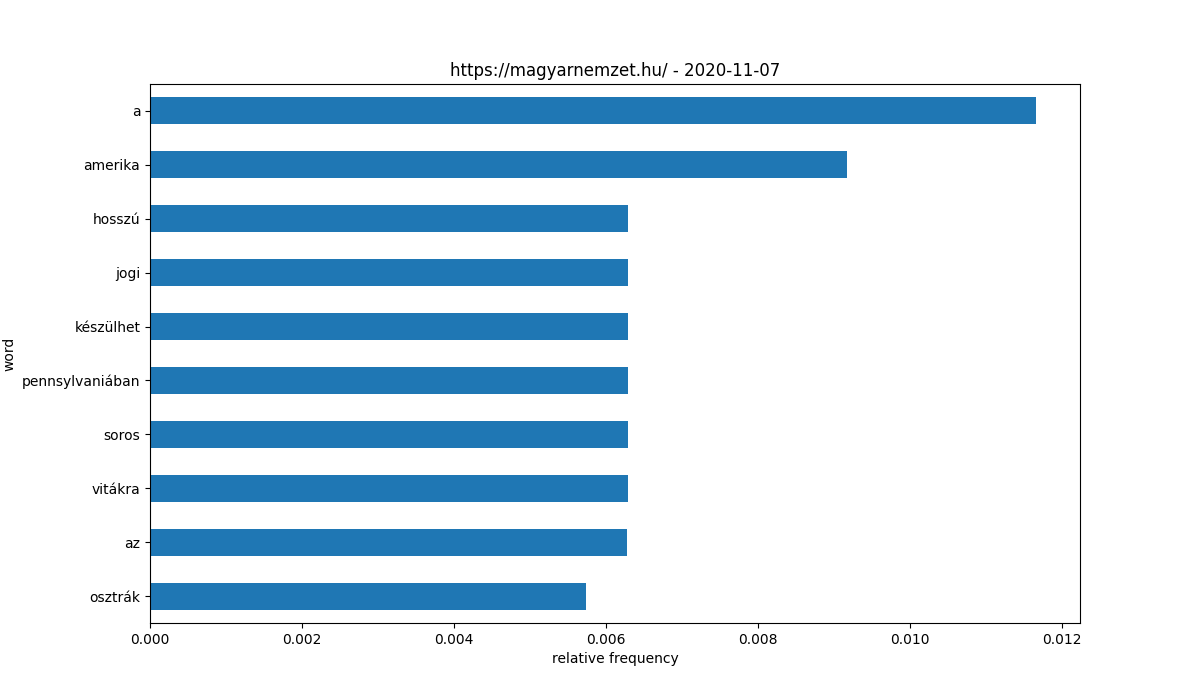 https://magyarnemzet.hu/ - 2020-11-07
word
a
amerika
hosszú
jogi
készülhet
pennsylvaniában
soros
vitákra
az
osztrák
0.000 0.002 0.004 0.006 0.008 0.010 0.012
relative frequency